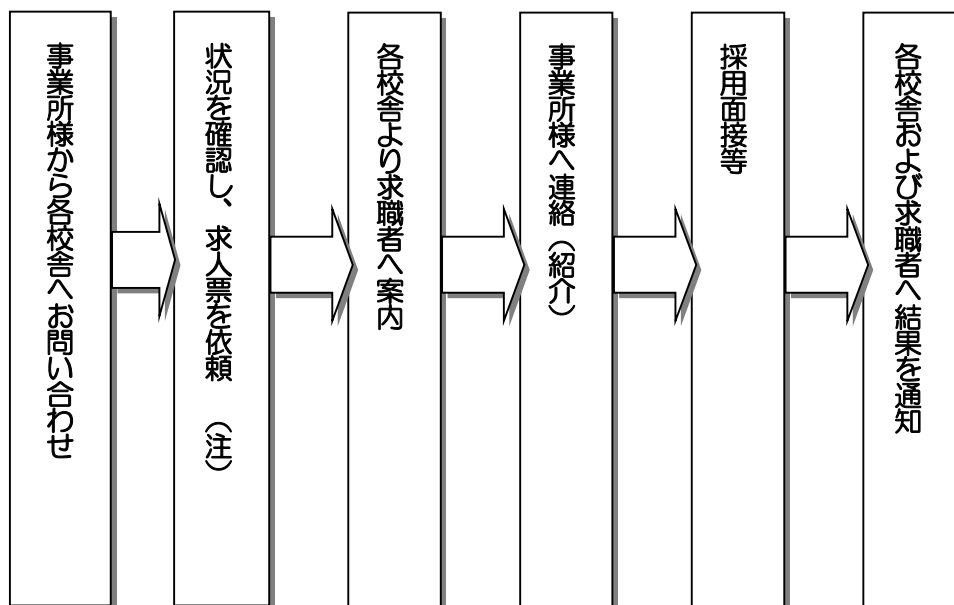 事業所様から各校舎へお問い合わせ
状況を確認し、求人票を依頼　（注）
各校舎より求職者へ案内
事業所様へ連絡（紹介）
採用面接等
各校舎および求職者へ結果を通知